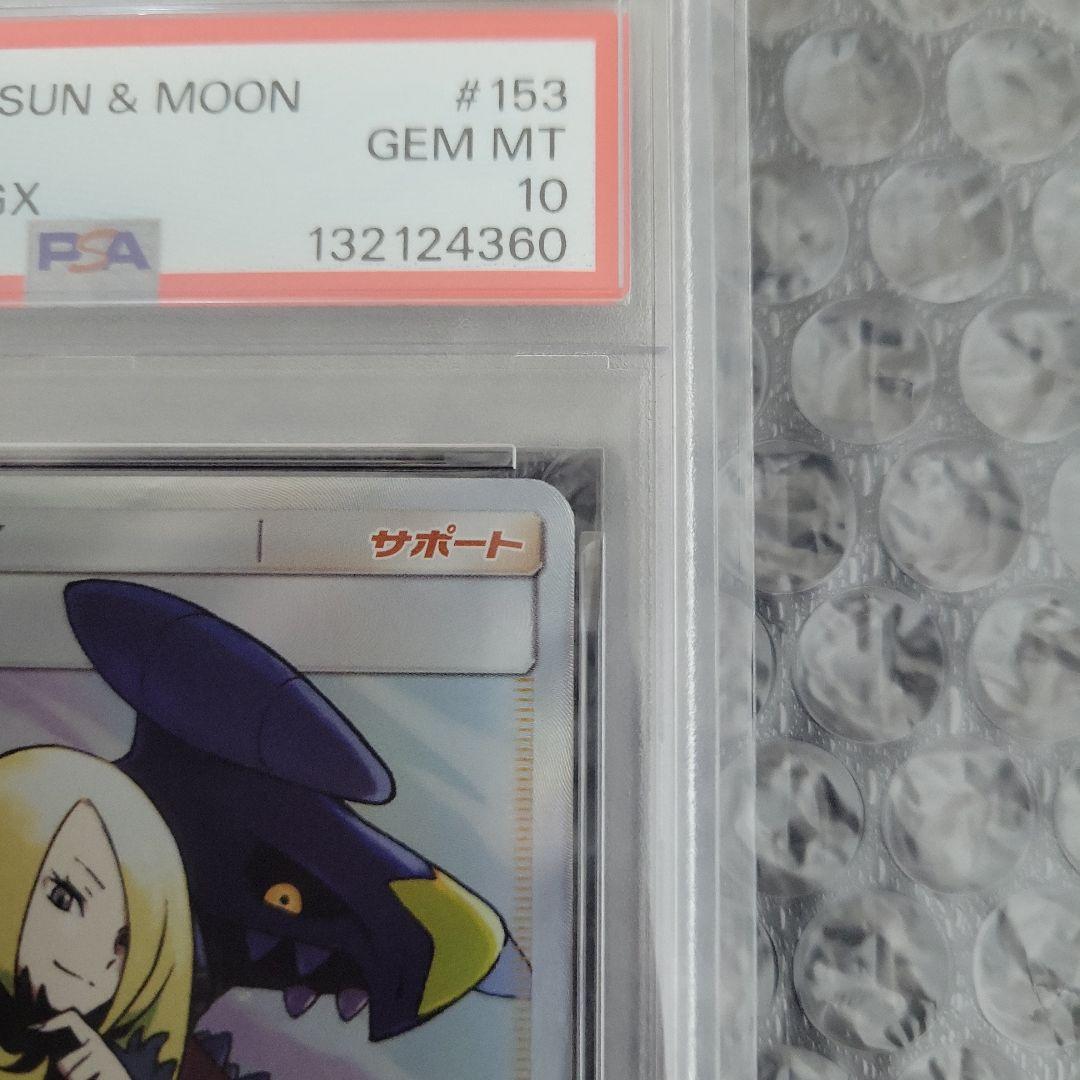 SUN & MOON #153
GEM MT
GX 10
PSA 132124360
サポート